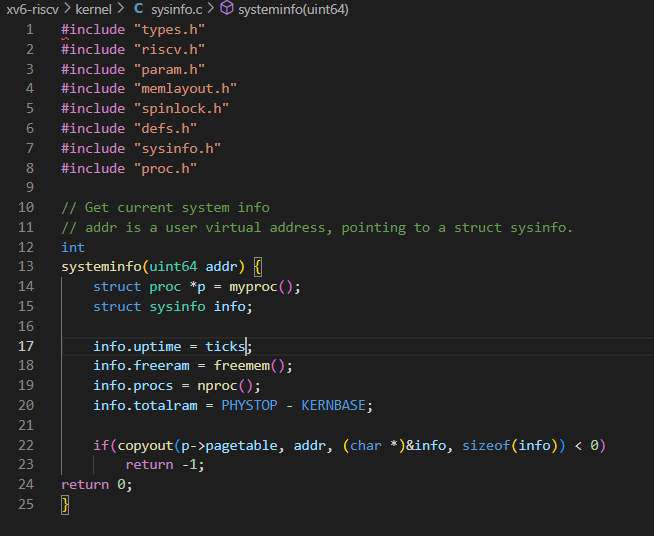 xv6-riscv > kernel > C sysinfo.c > systeminfo(uint64)
1 #include "types.h"
2 #include "riscv.h"
3 #include "param.h"
4 #include "memlayout.h"
5 #include "spinlock.h"
6 #include "defs.h"
7 #include "sysinfo.h"
8 #include "proc.h"
9
10 // Get current system info
11 // addr is a user virtual address, pointing to a struct sysinfo.
12 int
13 systeminfo(uint64 addr) {
14     struct proc *p = myproc();
15     struct sysinfo info;
16
17     info.uptime = ticks;
18     info.freeram = freemem();
19     info.procs = nproc();
20     info.totalram = PHYSTOP - KERNBASE;
21
22     if(copyout(p->pagetable, addr, (char *)&info, sizeof(info)) < 0)
23         return -1;
24 return 0;
25 }